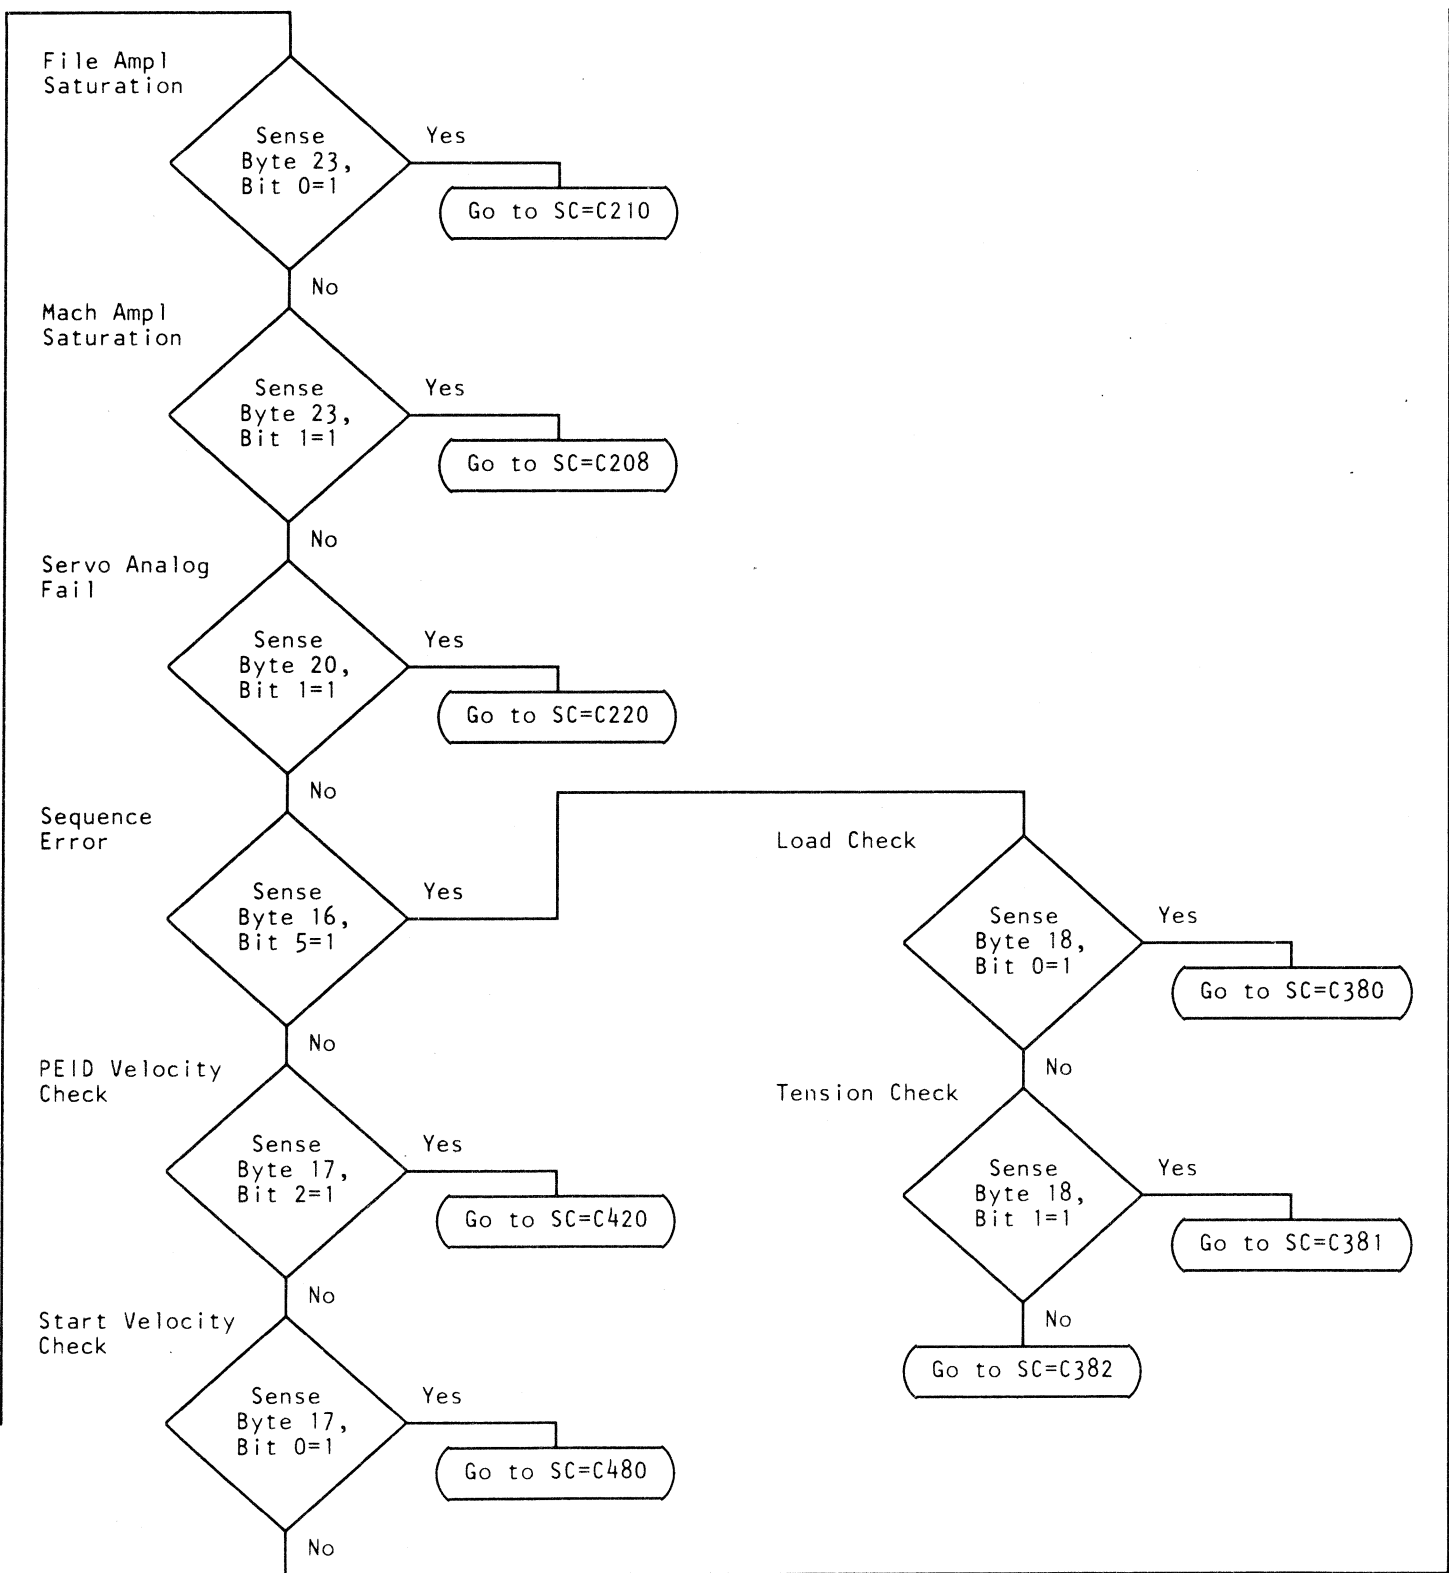 File Ampl
Saturation
Sense
Byte 23,
Bit 0=1
Yes
Go to SC=C210
No
Mach Ampl
Saturation
Sense
Byte 23,
Bit 1=1
Yes
Go to SC=C208
No
Servo Analog
Fail
Sense
Byte 20,
Bit 1=1
Yes
Go to SC=C220
No
Sequence
Error
Sense
Byte 16,
Bit 5=1
Yes
Load Check
Sense
Byte 18,
Bit 0=1
Yes
Go to SC=C380
No
Tension Check
Sense
Byte 18,
Bit 1=1
Yes
Go to SC=C381
No
Go to SC=C382
No
PEID Velocity
Check
Sense
Byte 17,
Bit 2=1
Yes
Go to SC=C420
No
Start Velocity
Check
Sense
Byte 17,
Bit 0=1
Yes
Go to SC=C480
No